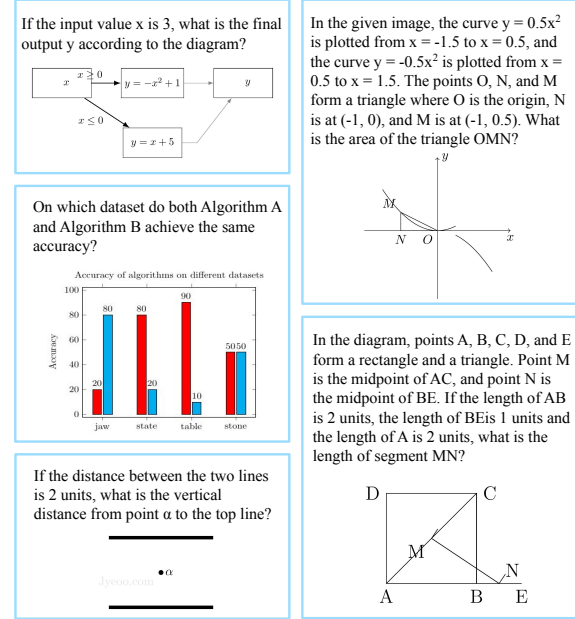 If the input value x is 3, what is the final
output y according to the diagram?
x
x ≥ 0
y = −x² + 1
y
x ≤ 0
y = x + 5
On which dataset do both Algorithm A
and Algorithm B achieve the same
accuracy?
Accuracy of algorithms on different datasets
Accuracy
100
80
60
40
20
0
20
80
80
20
90
10
50 50
jaw
state
table
stone
If the distance between the two lines
is 2 units, what is the vertical
distance from point α to the top line?
α
Jyeoo.com
In the given image, the curve y = 0.5x²
is plotted from x = -1.5 to x = 0.5, and
the curve y = -0.5x² is plotted from x =
0.5 to x = 1.5. The points O, N, and M
form a triangle where O is the origin, N
is at (-1, 0), and M is at (-1, 0.5). What
is the area of the triangle OMN?
y
M
N
O
x
In the diagram, points A, B, C, D, and E
form a rectangle and a triangle. Point M
is the midpoint of AC, and point N is
the midpoint of BE. If the length of AB
is 2 units, the length of BEis 1 units and
the length of A is 2 units, what is the
length of segment MN?
D
C
M
N
A
B
E